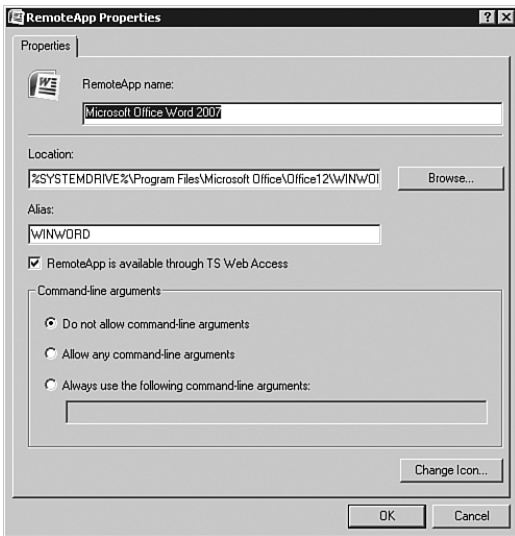 RemoteApp Properties
Properties
RemoteApp name:
Microsoft Office Word 2007
Location:
%SYSTEMDRIVE%\Program Files\Microsoft Office\Office12\WINWOI
Browse...
Alias:
WINWORD
RemoteApp is available through TS Web Access
Command-line arguments
Do not allow command-line arguments
Allow any command-line arguments
Always use the following command-line arguments:
Change Icon...
OK Cancel